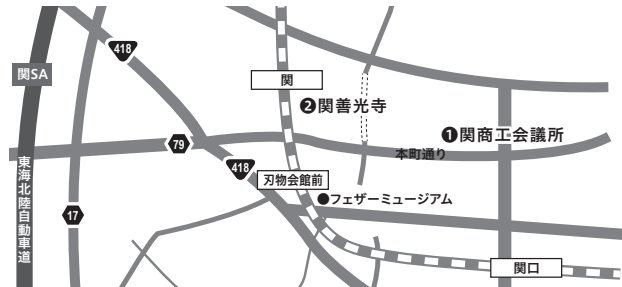 418
関SA
関
❷関善光寺
❶関商工会議所
79
本町通り
418
刃物会館前
●フェザーミュージアム
東海北陸自動車道
17
関口